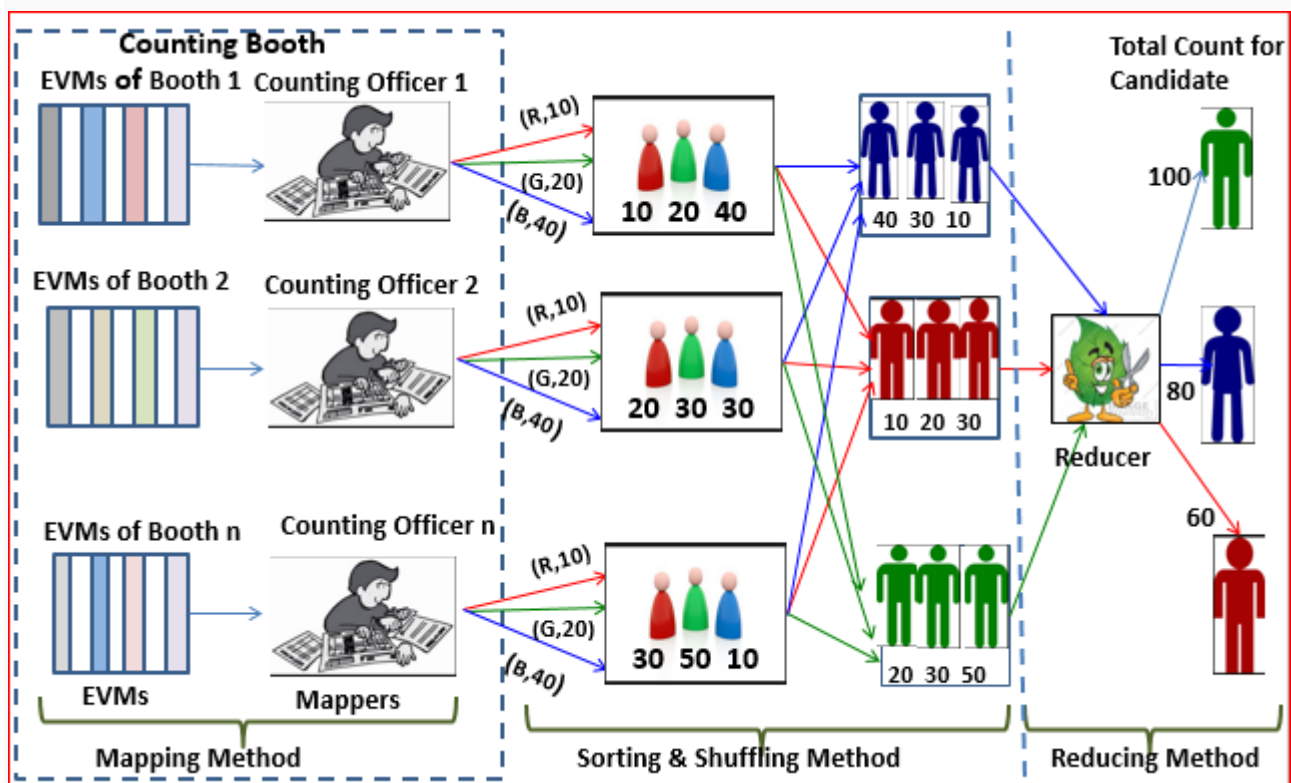 Counting Booth
EVMs of Booth 1
Counting Officer 1
(R,10)
(G,20)
(B,40)
10 20 40
40 30 10
Total Count for
Candidate
100
EVMs of Booth 2
Counting Officer 2
(R,10)
(G,20)
(B,40)
20 30 30
10 20 30
Reducer
80
60
EVMs of Booth n
Counting Officer n
(R,10)
(G,20)
(B,40)
30 50 10
20 30 50
EVMs
Mappers
Mapping Method
Sorting & Shuffling Method
Reducing Method